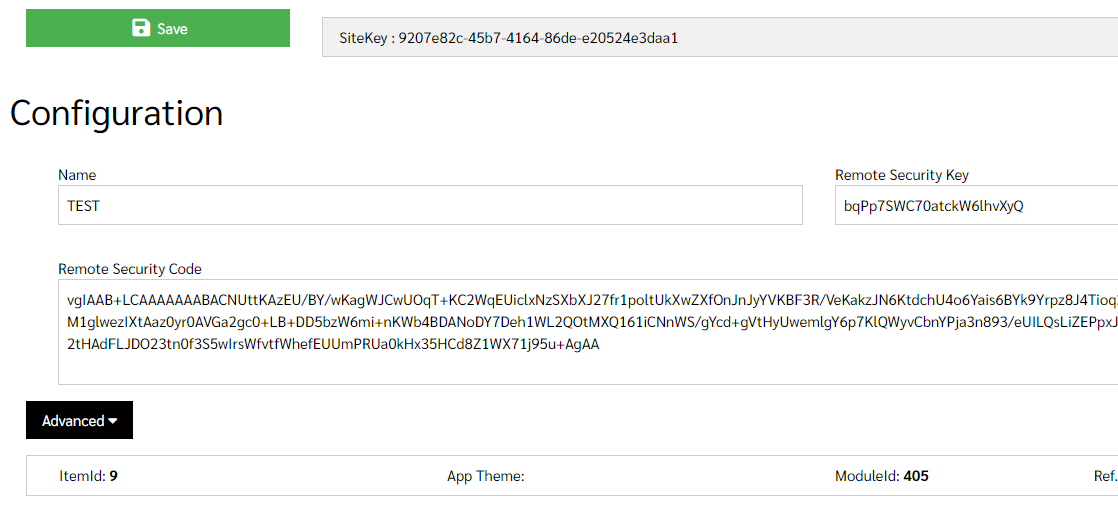 Save
SiteKey : 9207e82c-45b7-4164-86de-e20524e3daa1
Configuration
Name
Remote Security Key
TEST
bqPp7SWC70atckW6lhvXyQ
Remote Security Code
vgIAAB+LCAAAAAAABACNUttKAzEU/BY/wKagWJCwUOqT+KC2WqEUiclxNzSXbXJ27fr1poltUkXwZXfOnJnJyYVKBF3R/VeKakzJN6KtdchU4o6Yais6BYk9Yrpz8J4Tioq
M1glwezIXtAaz0yr0AVGa2gc0+LB+DD5bzW6mi+nKWb4BDANoDY7Deh1WL2QOtMXQ161iCNnWS/gYcd+gVtHyUwemlgY6p7KlQWyvCbnYPja3n893/eUILQsLiZEPpxJ
2tHAdFLJDO23tn0f3S5wIrsWfvtfWhefEUUmPRUa0kHx35HCd8Z1WX71j95u+AgAA
Advanced
ItemId: 9
App Theme:
ModuleId: 405
Ref.